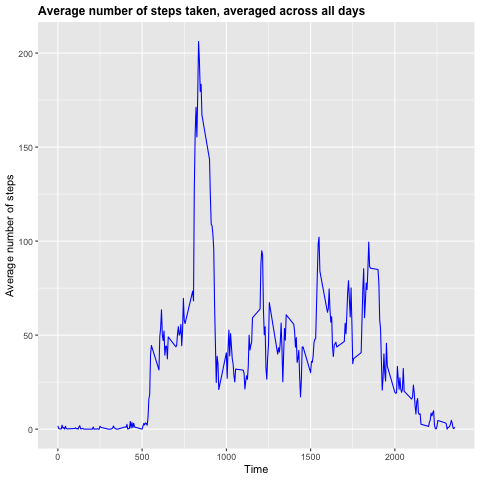 Average number of steps taken, averaged across all days
Average number of steps
200
150
100
50
0
0 500 1000 1500 2000
Time